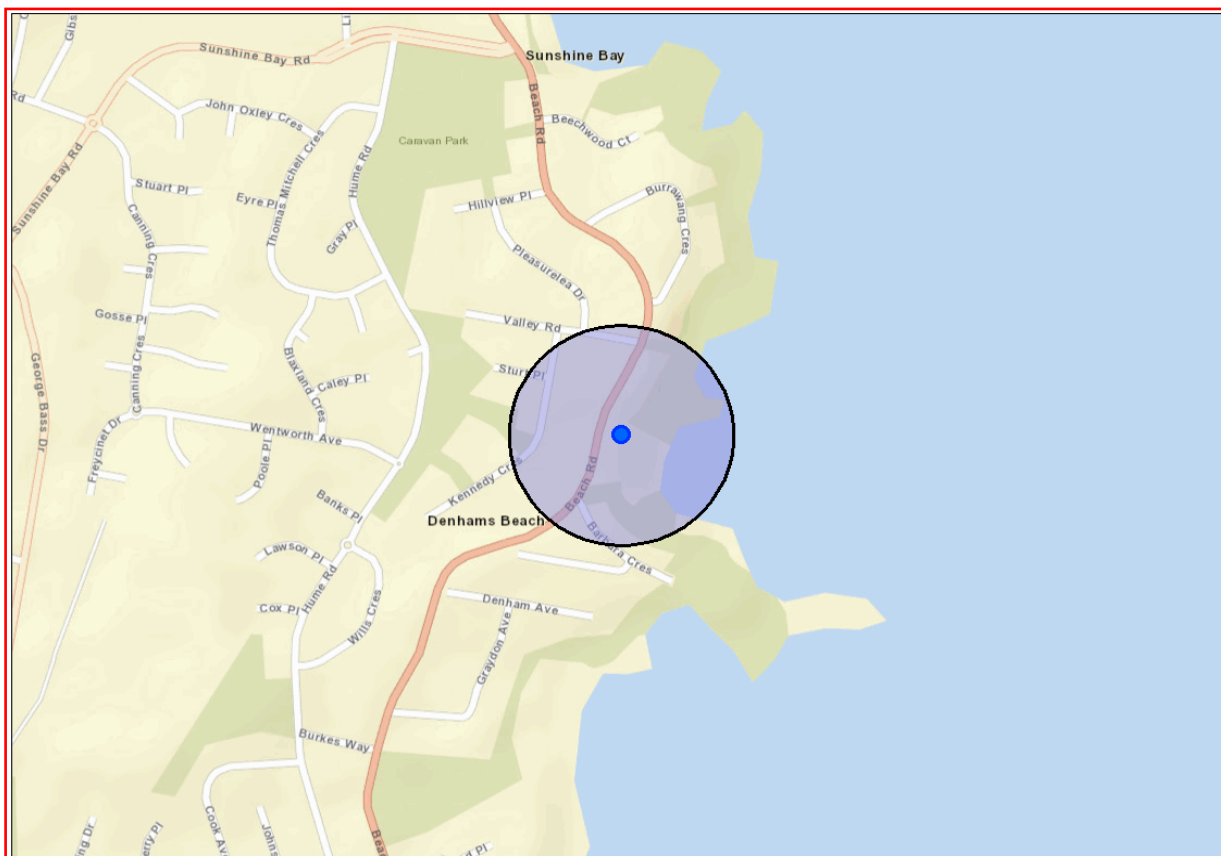 Sunshine Bay Rd
Sunshine Bay
Beach Rd
Beechwood Ct
John Oxley Cres
Caravan Park
Hume Rd
Thomas Mitchell Cres
Rd
Sunshine Bay Rd
Stuart Pl
Eyre Pl
Gray Pl
Hillview Pl
Burrawang Cres
Canning Cres
Pleasurelea Dr
Gosse Pl
Valley Rd
George Bass Dr
Canning Cres
Blaxland Cres
Caley Pl
Sturt Pl
Freycinet Dr
Wentworth Ave
Poole Pl
Kennedy Cres
Beach Rd
Banks Pl
Denhams Beach
Barbara Cres
Lawson Pl
Hume Rd
Cox Pl
Wills Cres
Denham Ave
Graydon Ave
Burkes Way
Cook Av
Johns
Bea